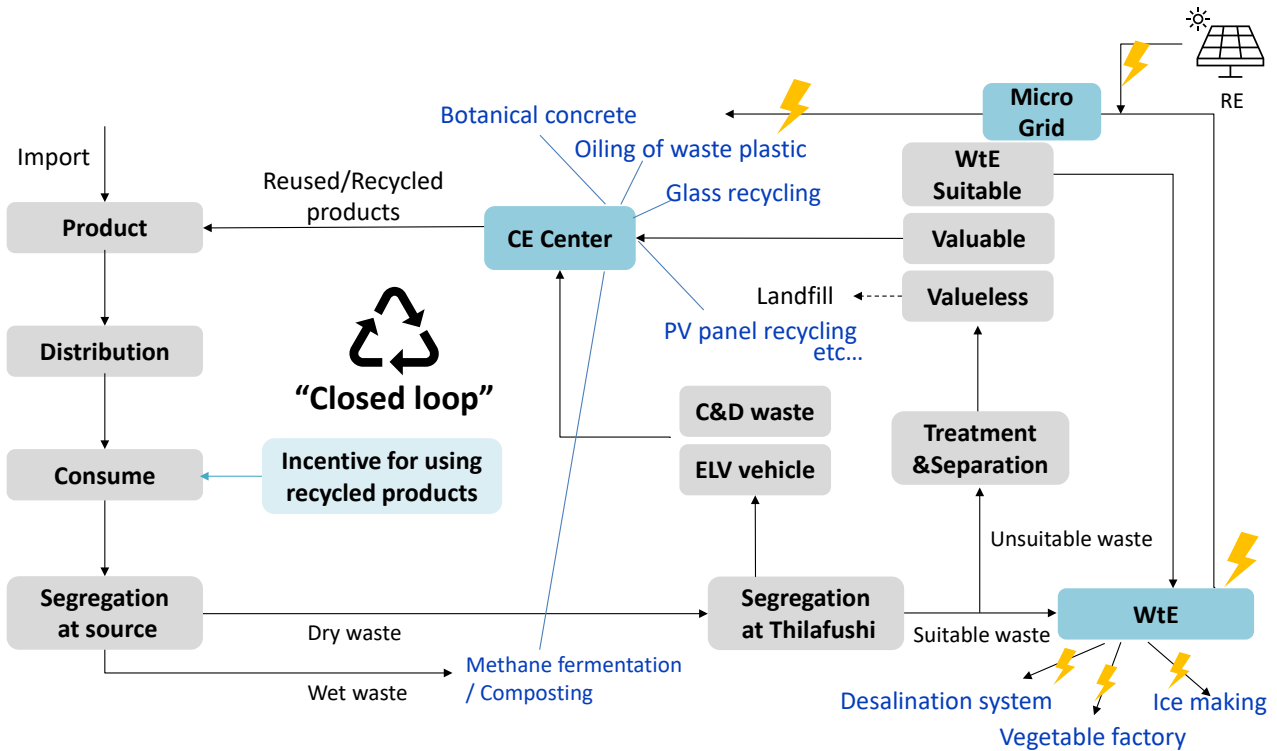 RE
Micro
Grid
Botanical concrete
Oiling of waste plastic
WtE
Suitable
Import
Reused/Recycled
products
Glass recycling
Product
CE Center
Valuable
Landfill
Valueless
PV panel recycling
etc...
Distribution
“Closed loop”
C&D waste
Treatment
&Separation
Consume
Incentive for using
recycled products
ELV vehicle
Unsuitable waste
Segregation
at source
Dry waste
Segregation
at Thilafushi
Suitable waste
WtE
Wet waste
Methane fermentation
/ Composting
Desalination system
Ice making
Vegetable factory